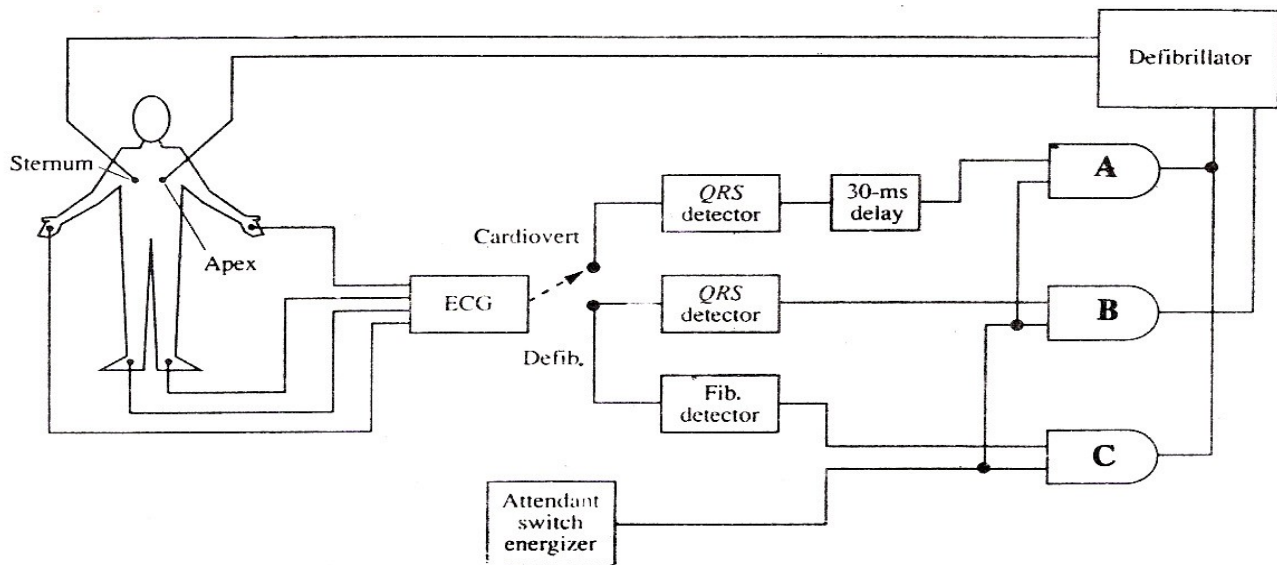 Defibrillator
Sternum
Apex
Cardiovert
QRS
detector
30-ms
delay
A
ECG
QRS
detector
B
Defib.
Fib.
detector
C
Attendant
switch
energizer